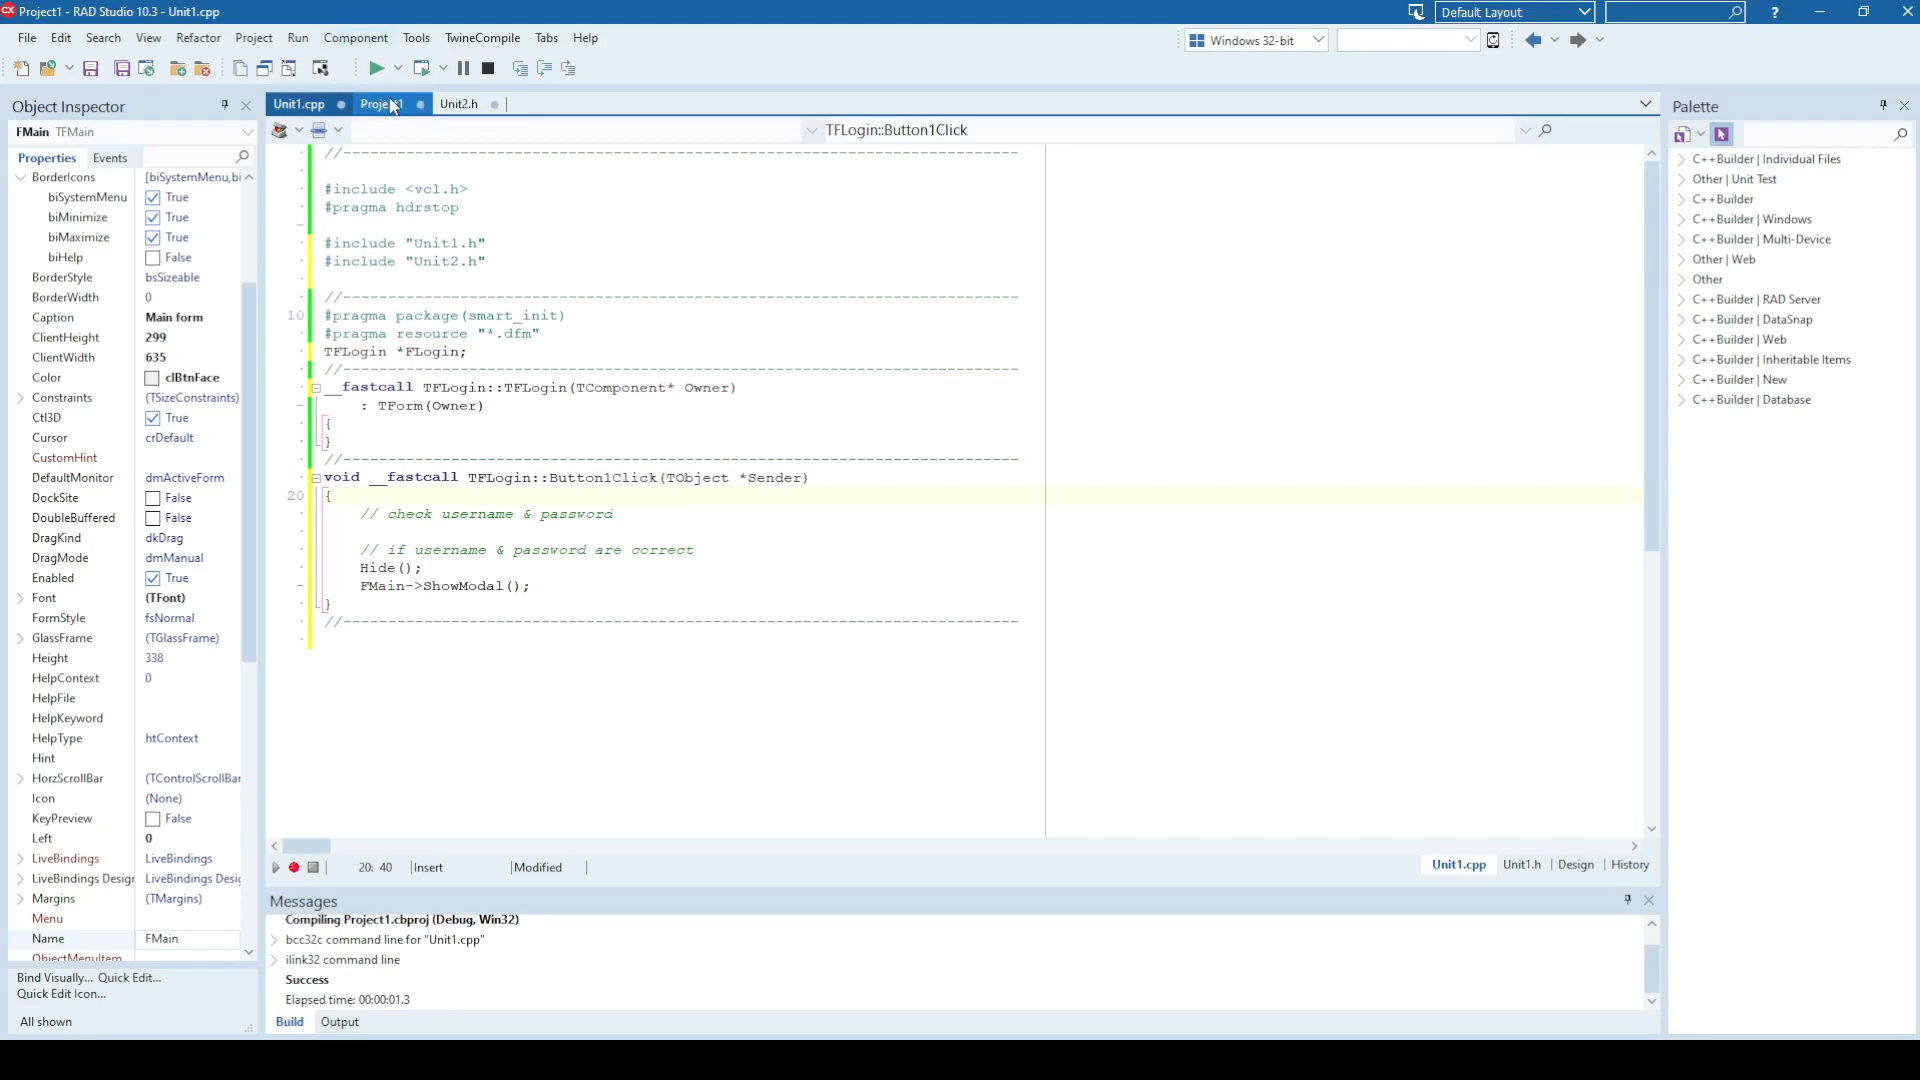 Project1 - RAD Studio 10.3 - Unit1.cpp
Default Layout
?
File Edit Search View Refactor Project Run Component Tools TwineCompile Tabs Help
Windows 32-bit
Object Inspector
FMain TFMain
Properties Events
BorderIcons [biSystemMenu,bi
biSystemMenu True
biMinimize True
biMaximize True
biHelp False
BorderStyle bsSizeable
BorderWidth 0
Caption Main form
ClientHeight 299
ClientWidth 635
Color clBtnFace
Constraints (TSizeConstraints)
Ctl3D True
Cursor crDefault
CustomHint
DefaultMonitor dmActiveForm
DockSite False
DoubleBuffered False
DragKind dkDrag
DragMode dmManual
Enabled True
Font (TFont)
FormStyle fsNormal
GlassFrame (TGlassFrame)
Height 338
HelpContext 0
HelpFile
HelpKeyword
HelpType htContext
Hint
HorzScrollBar (TControlScrollBar
Icon (None)
KeyPreview False
Left 0
LiveBindings LiveBindings
LiveBindings Design LiveBindings Desig
Margins (TMargins)
Menu
Name FMain
ObjectMenuItem
Bind Visually... Quick Edit...
Quick Edit Icon...
All shown
Unit1.cpp Project1 Unit2.h
TFLogin::Button1Click
//---------------------------------------------------------------------------
#include <vcl.h>
#pragma hdrstop
#include "Unit1.h"
#include "Unit2.h"
//---------------------------------------------------------------------------
10 #pragma package(smart_init)
#pragma resource "*.dfm"
TFLogin *FLogin;
//---------------------------------------------------------------------------
__fastcall TFLogin::TFLogin(TComponent* Owner)
: TForm(Owner)
{
}
//---------------------------------------------------------------------------
void __fastcall TFLogin::Button1Click(TObject *Sender)
20 {
// check username & password
// if username & password are correct
Hide();
FMain->ShowModal();
}
//---------------------------------------------------------------------------
20: 40 Insert Modified
Unit1.cpp Unit1.h Design History
Messages
Compiling Project1.cbproj (Debug, Win32)
bcc32c command line for "Unit1.cpp"
ilink32 command line
Success
Elapsed time: 00:00:01.3
Build Output
Palette
C++Builder | Individual Files
Other | Unit Test
C++Builder
C++Builder | Windows
C++Builder | Multi-Device
Other | Web
Other
C++Builder | RAD Server
C++Builder | DataSnap
C++Builder | Web
C++Builder | Inheritable Items
C++Builder | New
C++Builder | Database